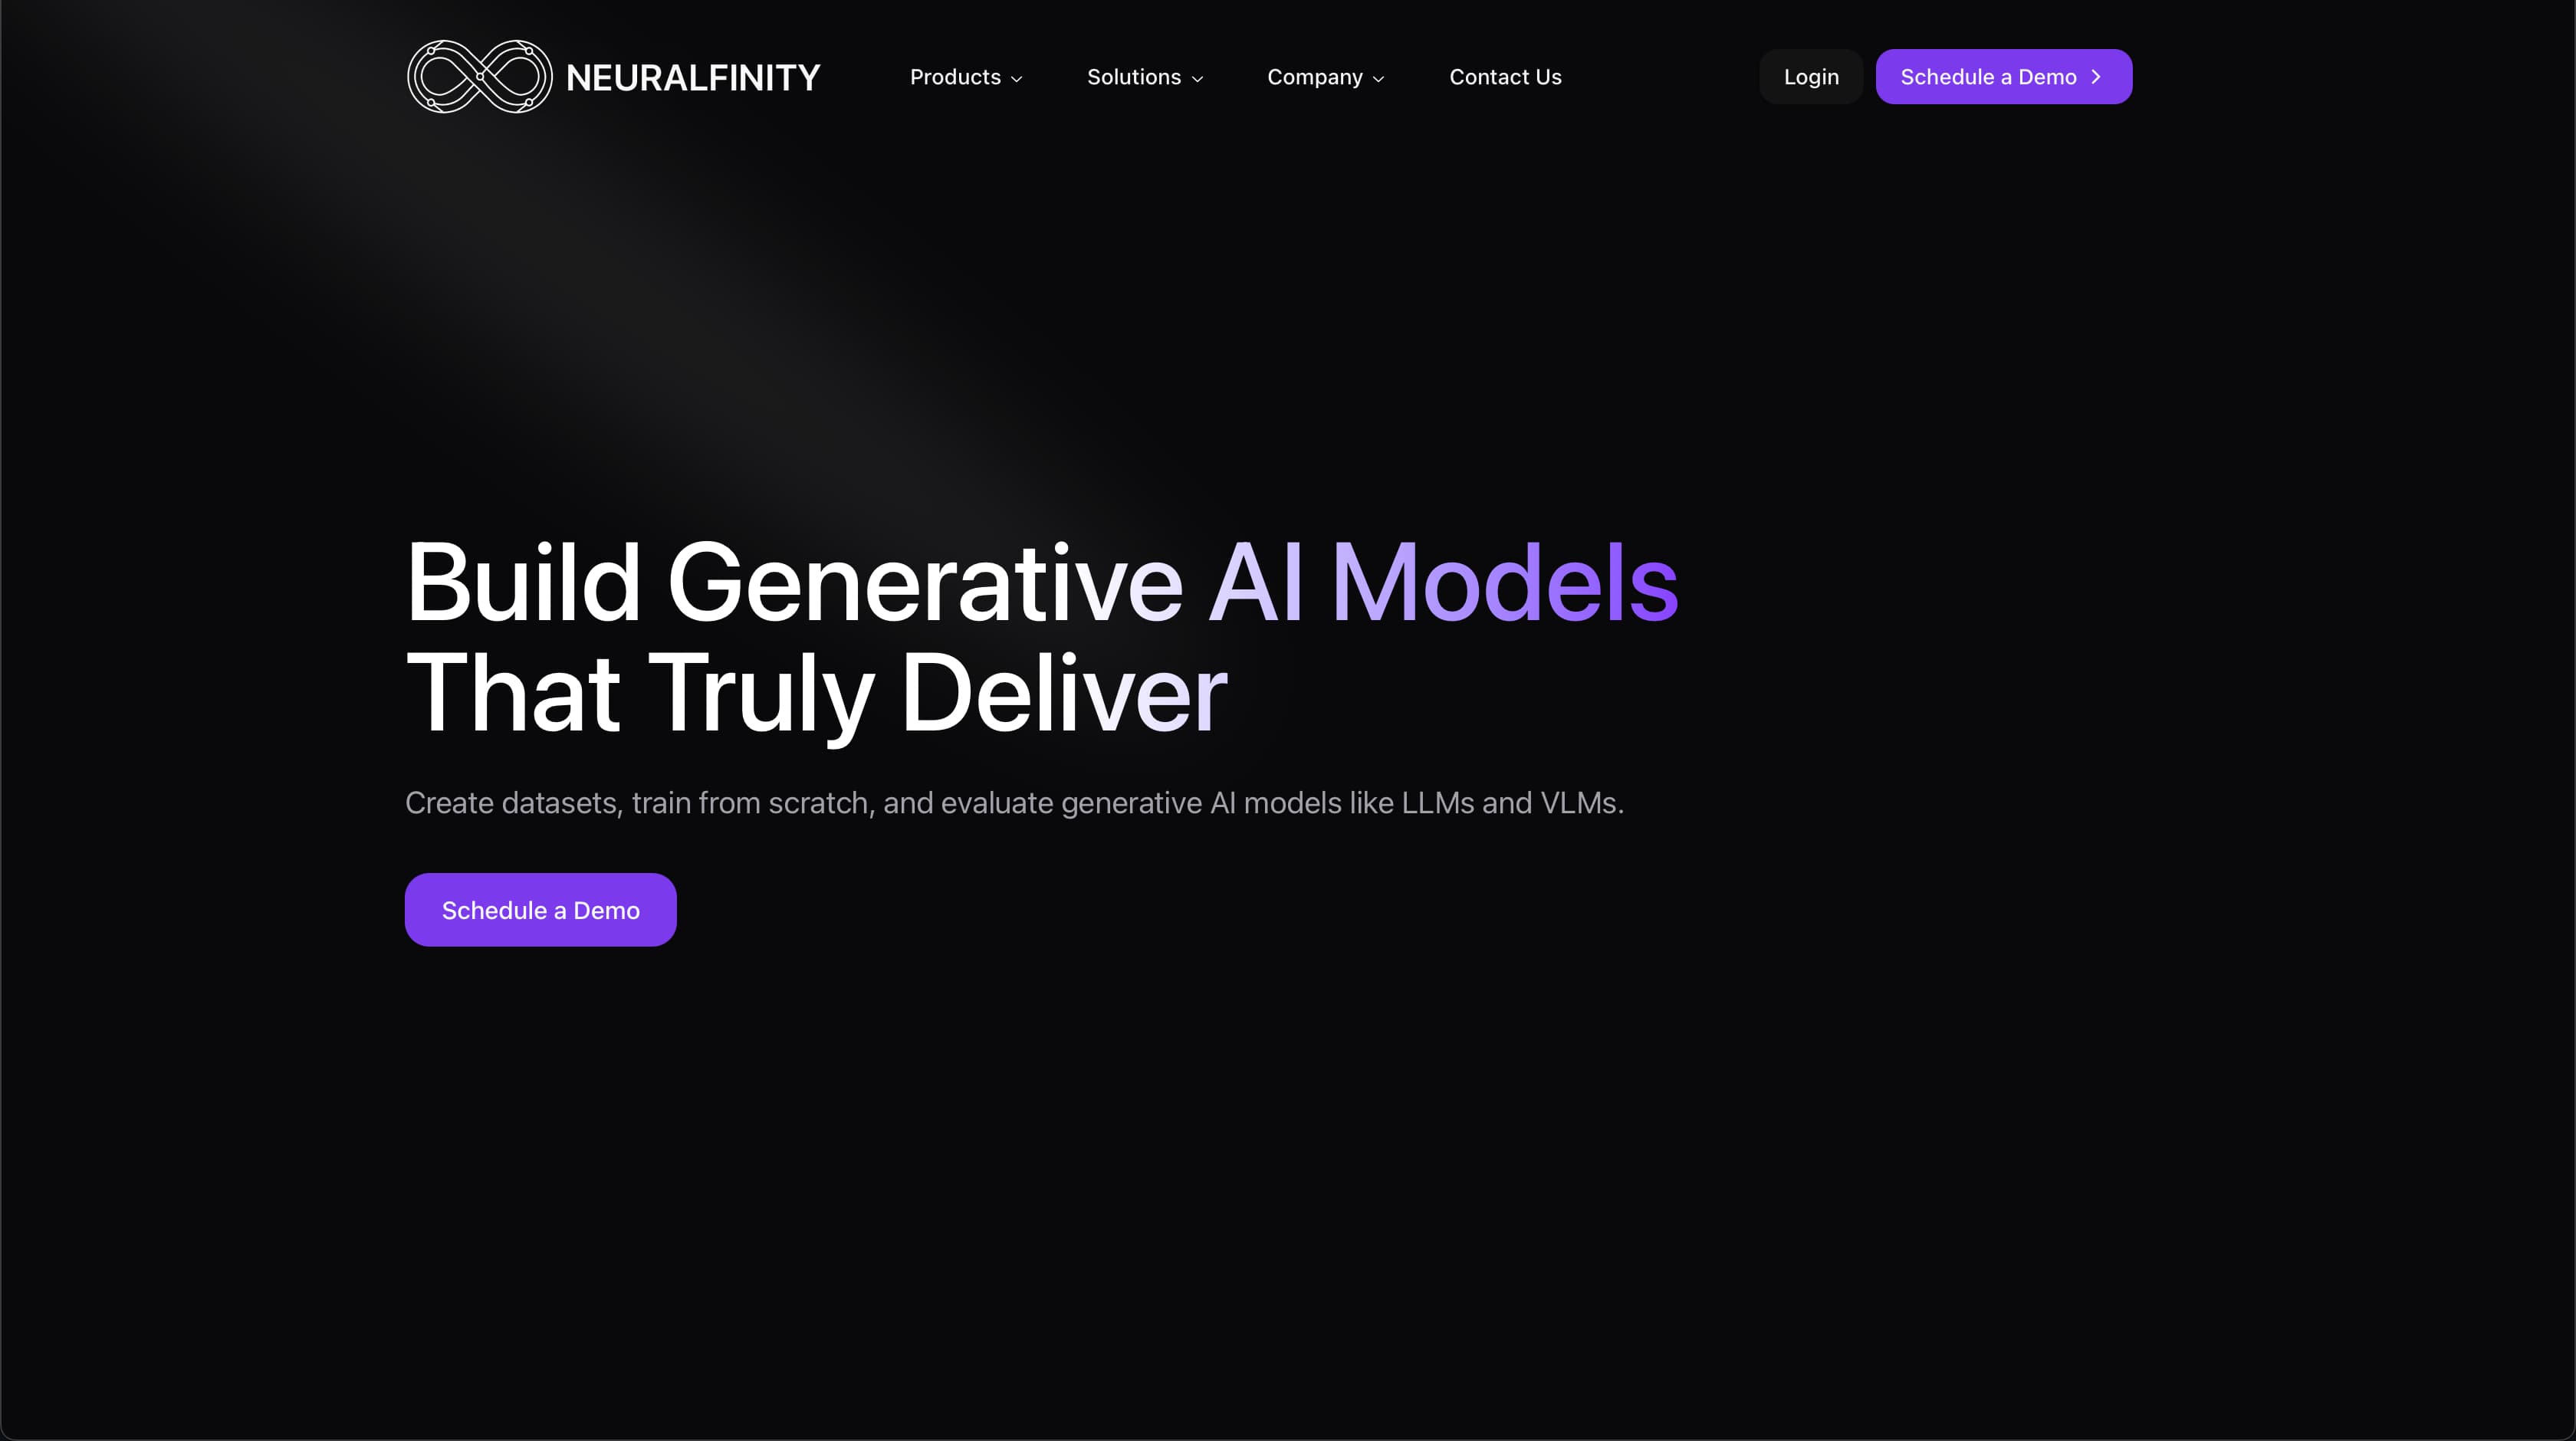 NEURALFINITY
Products
Solutions
Company
Contact Us
Login
Schedule a Demo
Build Generative AI Models
That Truly Deliver
Create datasets, train from scratch, and evaluate generative AI models like LLMs and VLMs.
Schedule a Demo